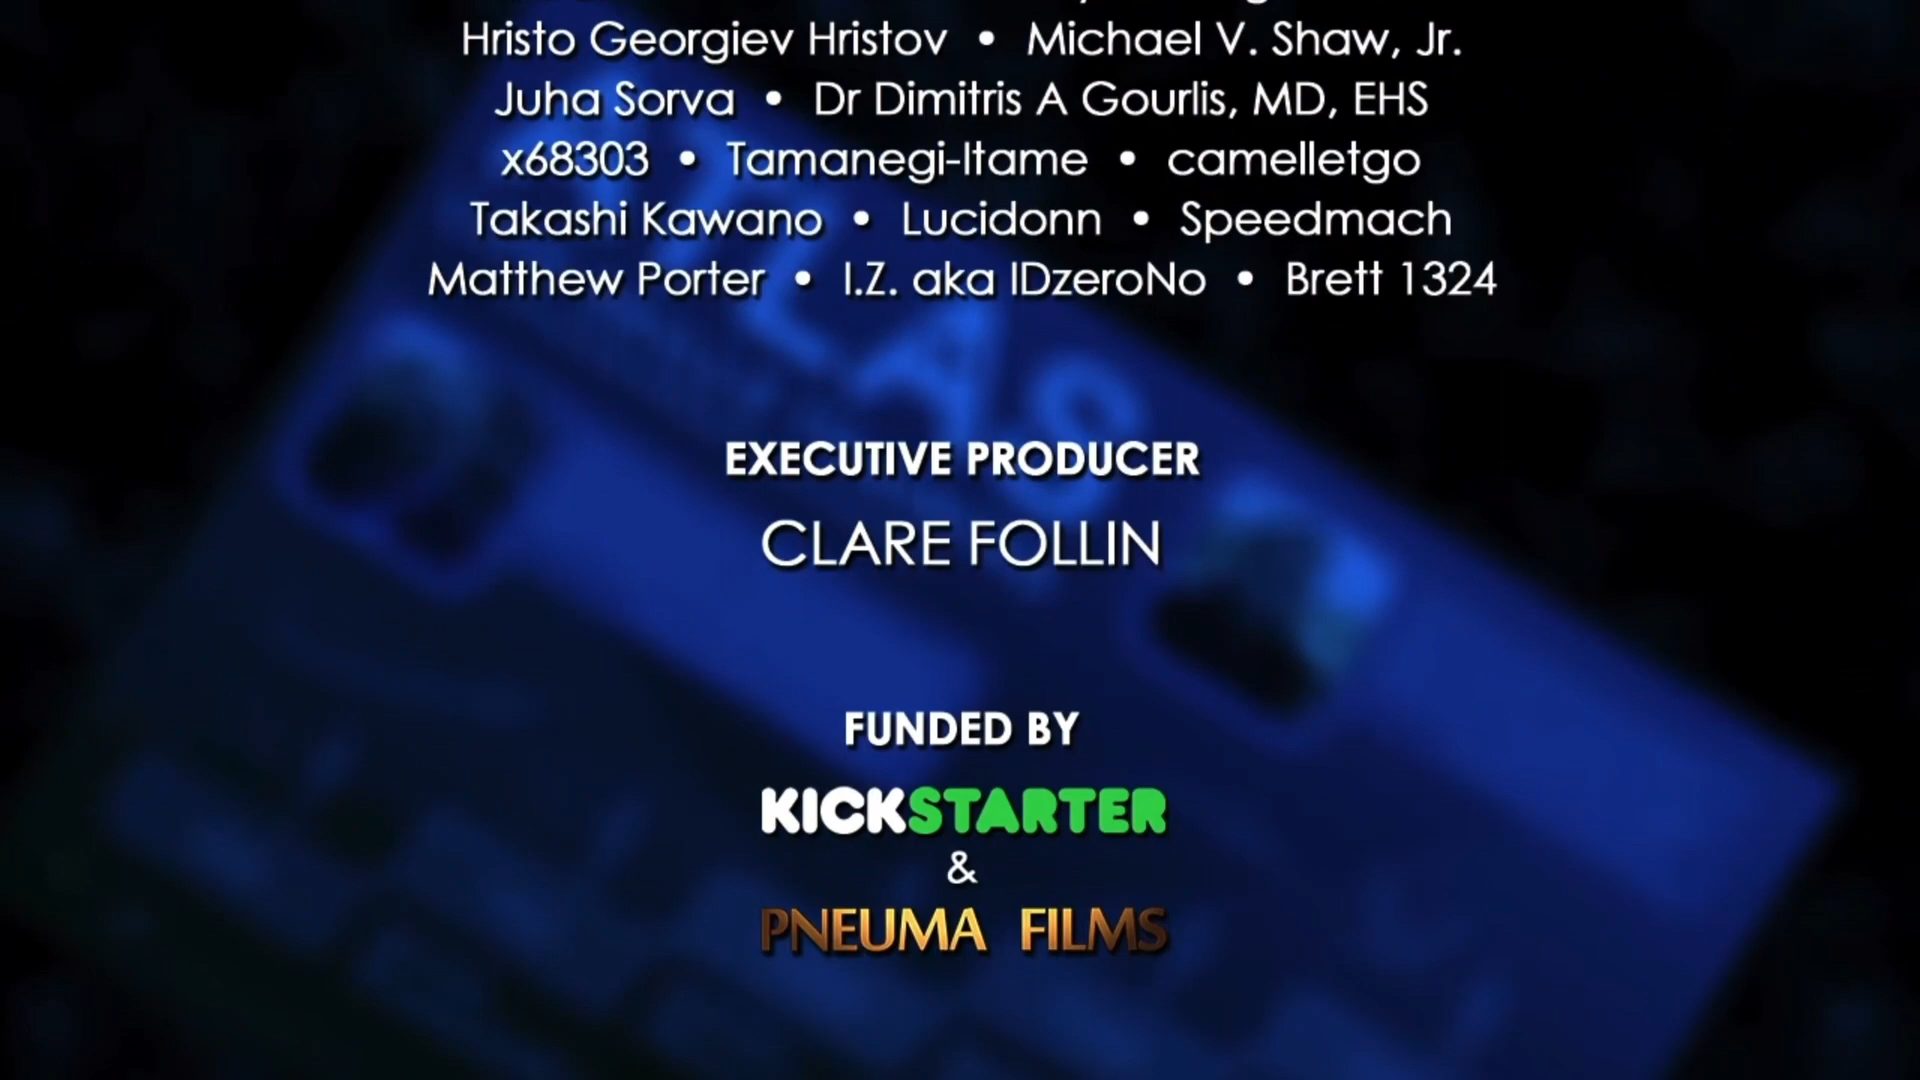 Hristo Georgiev Hristov • Michael V. Shaw, Jr.
Juha Sorva • Dr Dimitris A Gourlis, MD, EHS
x68303 • Tamanegi-Itame • camelletgo
Takashi Kawano • Lucidonn • Speedmach
Matthew Porter • I.Z. aka IDzeroNo • Brett 1324
EXECUTIVE PRODUCER
CLARE FOLLIN
FUNDED BY
KICKSTARTER
&
PNEUMA FILMS